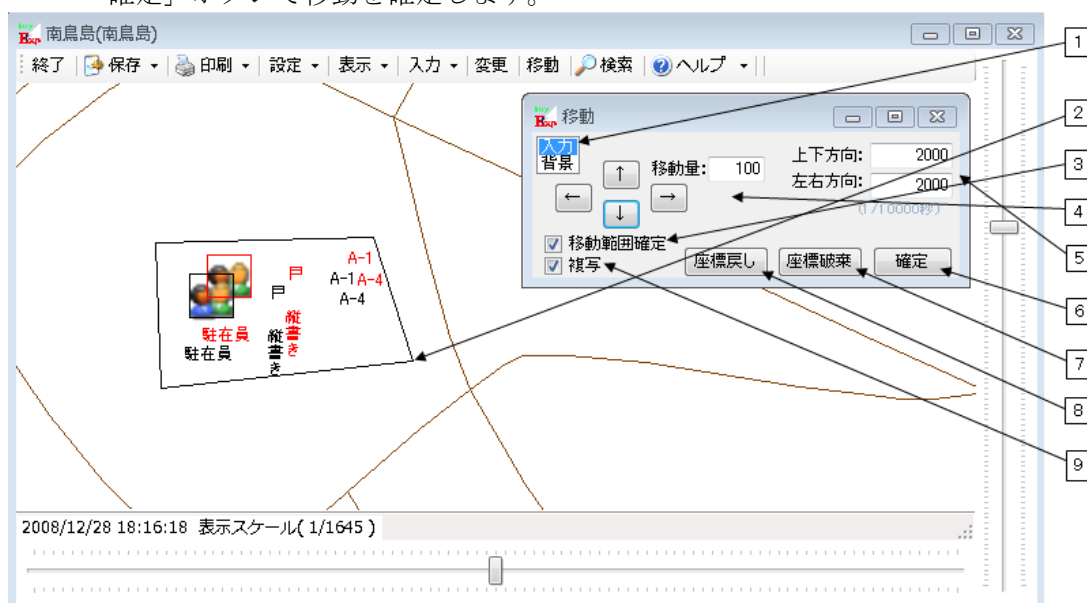 確定」ボタンで移動を確定します。
南鳥島(南鳥島)
終了 保存 印刷 設定 表示 入力 変更 移動 検索 ヘルプ
移動
入力
背景
移動量: 100
上下方向: 2000
左右方向: 2000
(1/10000秒)
移動範囲確定
複写
座標戻し 座標破棄 確定
1
2
3
4
5
6
7
8
9
戸
戸
A-1
A-1
A-4
A-4
駐在員
駐在員
縦書き
縦書き
2008/12/28 18:16:18 表示スケール( 1/1645 )